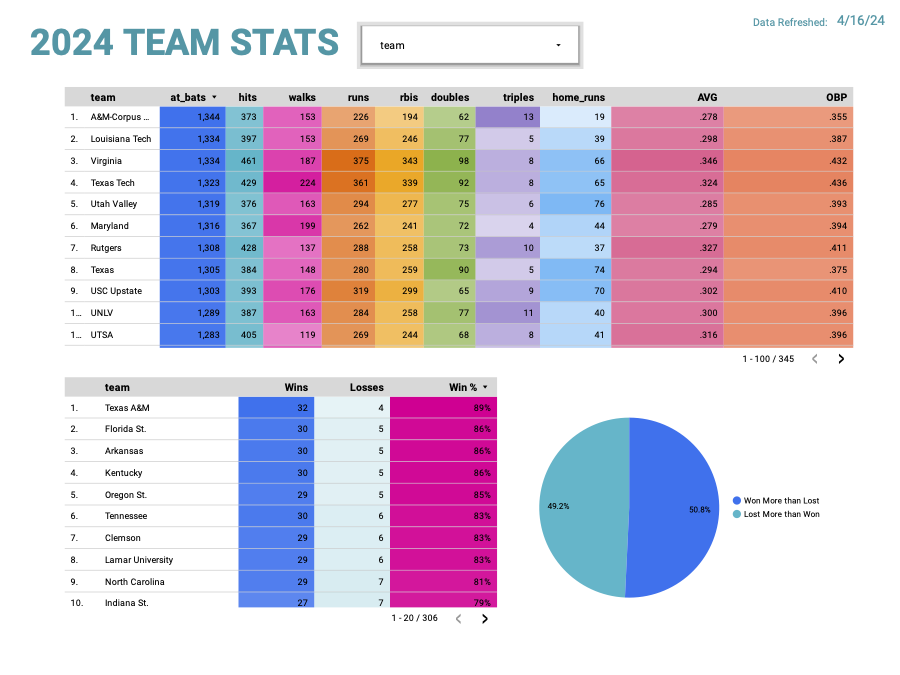 2024 TEAM STATS
team
Data Refreshed: 4/16/24
team at_bats hits walks runs rbis doubles triples home_runs AVG OBP
1. A&M-Corpus ... 1,344 373 153 226 194 62 13 19 .278 .355
2. Louisiana Tech 1,334 397 153 269 246 77 5 39 .298 .387
3. Virginia 1,334 461 187 375 343 98 8 66 .346 .432
4. Texas Tech 1,323 429 224 361 339 92 8 65 .324 .436
5. Utah Valley 1,319 376 163 294 277 75 6 76 .285 .393
6. Maryland 1,316 367 199 262 241 72 4 44 .279 .394
7. Rutgers 1,308 428 137 288 258 73 10 37 .327 .411
8. Texas 1,305 384 148 280 259 90 5 74 .294 .375
9. USC Upstate 1,303 393 176 319 299 65 9 70 .302 .410
1... UNLV 1,289 387 163 284 258 77 11 40 .300 .396
1... UTSA 1,283 405 119 269 244 68 8 41 .316 .396
1 - 100 / 345
team Wins Losses Win %
1. Texas A&M 32 4 89%
2. Florida St. 30 5 86%
3. Arkansas 30 5 86%
4. Kentucky 30 5 86%
5. Oregon St. 29 5 85%
6. Tennessee 30 6 83%
7. Clemson 29 6 83%
8. Lamar University 29 6 83%
9. North Carolina 29 7 81%
10. Indiana St. 27 7 79%
1 - 20 / 306
49.2%
50.8%
Won More than Lost
Lost More than Won